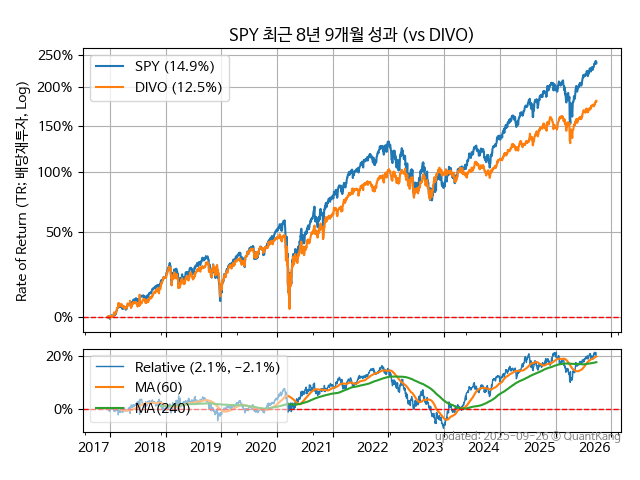 SPY 최근 8년 9개월 성과 (vs DIVO)
Rate of Return (TR: 배당재투자, Log)
250%
200%
150%
100%
50%
0%
SPY (14.9%)
DIVO (12.5%)
20%
0%
Relative (2.1%, -2.1%)
MA(60)
MA(240)
2017 2018 2019 2020 2021 2022 2023 2024 2025 2026
updated: 2025-09-26 © QuantKang